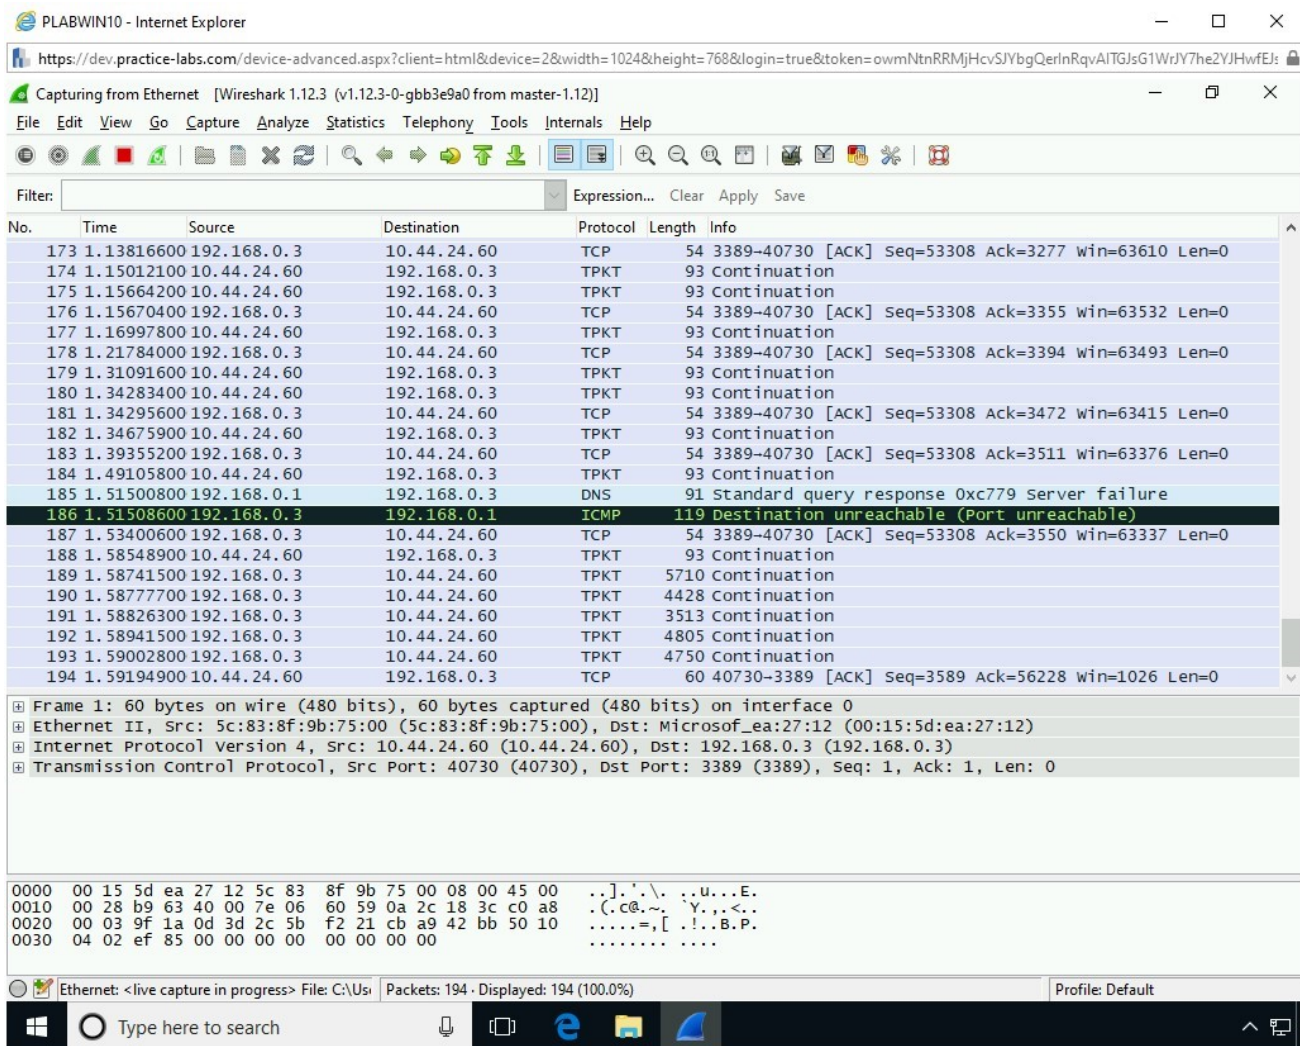 PLABWIN10 - Internet Explorer
https://dev.practice-labs.com/device-advanced.aspx?client=html&device=2&width=1024&height=768&login=true&token=owmNtnRRMjHcvSJYbgQerlnRqvAITGJsG1WrJY7he2YJHwfEJs
Capturing from Ethernet [Wireshark 1.12.3 (v1.12.3-0-gbb3e9a0 from master-1.12)]
File Edit View Go Capture Analyze Statistics Telephony Tools Internals Help
Filter: Expression... Clear Apply Save
No. Time Source Destination Protocol Length Info
173 1.13816600 192.168.0.3 10.44.24.60 TCP 54 3389→40730 [ACK] Seq=53308 Ack=3277 Win=63610 Len=0
174 1.15012100 10.44.24.60 192.168.0.3 TPKT 93 Continuation
175 1.15664200 10.44.24.60 192.168.0.3 TPKT 93 Continuation
176 1.15670400 192.168.0.3 10.44.24.60 TCP 54 3389→40730 [ACK] Seq=53308 Ack=3355 Win=63532 Len=0
177 1.16997800 10.44.24.60 192.168.0.3 TPKT 93 Continuation
178 1.21784000 192.168.0.3 10.44.24.60 TCP 54 3389→40730 [ACK] Seq=53308 Ack=3394 Win=63493 Len=0
179 1.31091600 10.44.24.60 192.168.0.3 TPKT 93 Continuation
180 1.34283400 10.44.24.60 192.168.0.3 TPKT 93 Continuation
181 1.34295600 192.168.0.3 10.44.24.60 TCP 54 3389→40730 [ACK] Seq=53308 Ack=3472 Win=63415 Len=0
182 1.34675900 10.44.24.60 192.168.0.3 TPKT 93 Continuation
183 1.39355200 192.168.0.3 10.44.24.60 TCP 54 3389→40730 [ACK] Seq=53308 Ack=3511 Win=63376 Len=0
184 1.49105800 10.44.24.60 192.168.0.3 TPKT 93 Continuation
185 1.51500800 192.168.0.1 192.168.0.3 DNS 91 Standard query response 0xc779 Server failure
186 1.51508600 192.168.0.3 192.168.0.1 ICMP 119 Destination unreachable (Port unreachable)
187 1.53400600 192.168.0.3 10.44.24.60 TCP 54 3389→40730 [ACK] Seq=53308 Ack=3550 Win=63337 Len=0
188 1.58548900 10.44.24.60 192.168.0.3 TPKT 93 Continuation
189 1.58741500 192.168.0.3 10.44.24.60 TPKT 5710 Continuation
190 1.58777700 192.168.0.3 10.44.24.60 TPKT 4428 Continuation
191 1.58826300 192.168.0.3 10.44.24.60 TPKT 3513 Continuation
192 1.58941500 192.168.0.3 10.44.24.60 TPKT 4805 Continuation
193 1.59002800 192.168.0.3 10.44.24.60 TPKT 4750 Continuation
194 1.59194900 10.44.24.60 192.168.0.3 TCP 60 40730→3389 [ACK] Seq=3589 Ack=56228 Win=1026 Len=0
Frame 1: 60 bytes on wire (480 bits), 60 bytes captured (480 bits) on interface 0
Ethernet II, Src: 5c:83:8f:9b:75:00 (5c:83:8f:9b:75:00), Dst: Microsof_ea:27:12 (00:15:5d:ea:27:12)
Internet Protocol Version 4, Src: 10.44.24.60 (10.44.24.60), Dst: 192.168.0.3 (192.168.0.3)
Transmission Control Protocol, Src Port: 40730 (40730), Dst Port: 3389 (3389), Seq: 1, Ack: 1, Len: 0
0000 00 15 5d ea 27 12 5c 83 8f 9b 75 00 08 00 45 00 ..].'.\. ..u...E.
0010 00 28 b9 63 40 00 7e 06 60 59 0a 2c 18 3c c0 a8 .(.c@.~. `Y.,.<..
0020 00 03 9f 1a 0d 3d 2c 5b f2 21 cb a9 42 bb 50 10 .....=,[ .!..B.P.
0030 04 02 ef 85 00 00 00 00 00 00 00 00 ........ ....
Ethernet: <live capture in progress> File: C:\Us Packets: 194 · Displayed: 194 (100.0%) Profile: Default
Type here to search